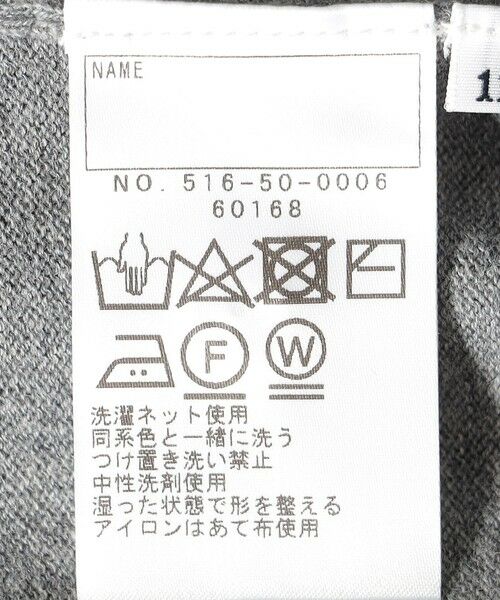 NAME
NO. 516-50-0006
60168
F
W
洗濯ネット使用
同系色と一緒に洗う
つけ置き洗い禁止
中性洗剤使用
湿った状態で形を整える
アイロンはあて布使用